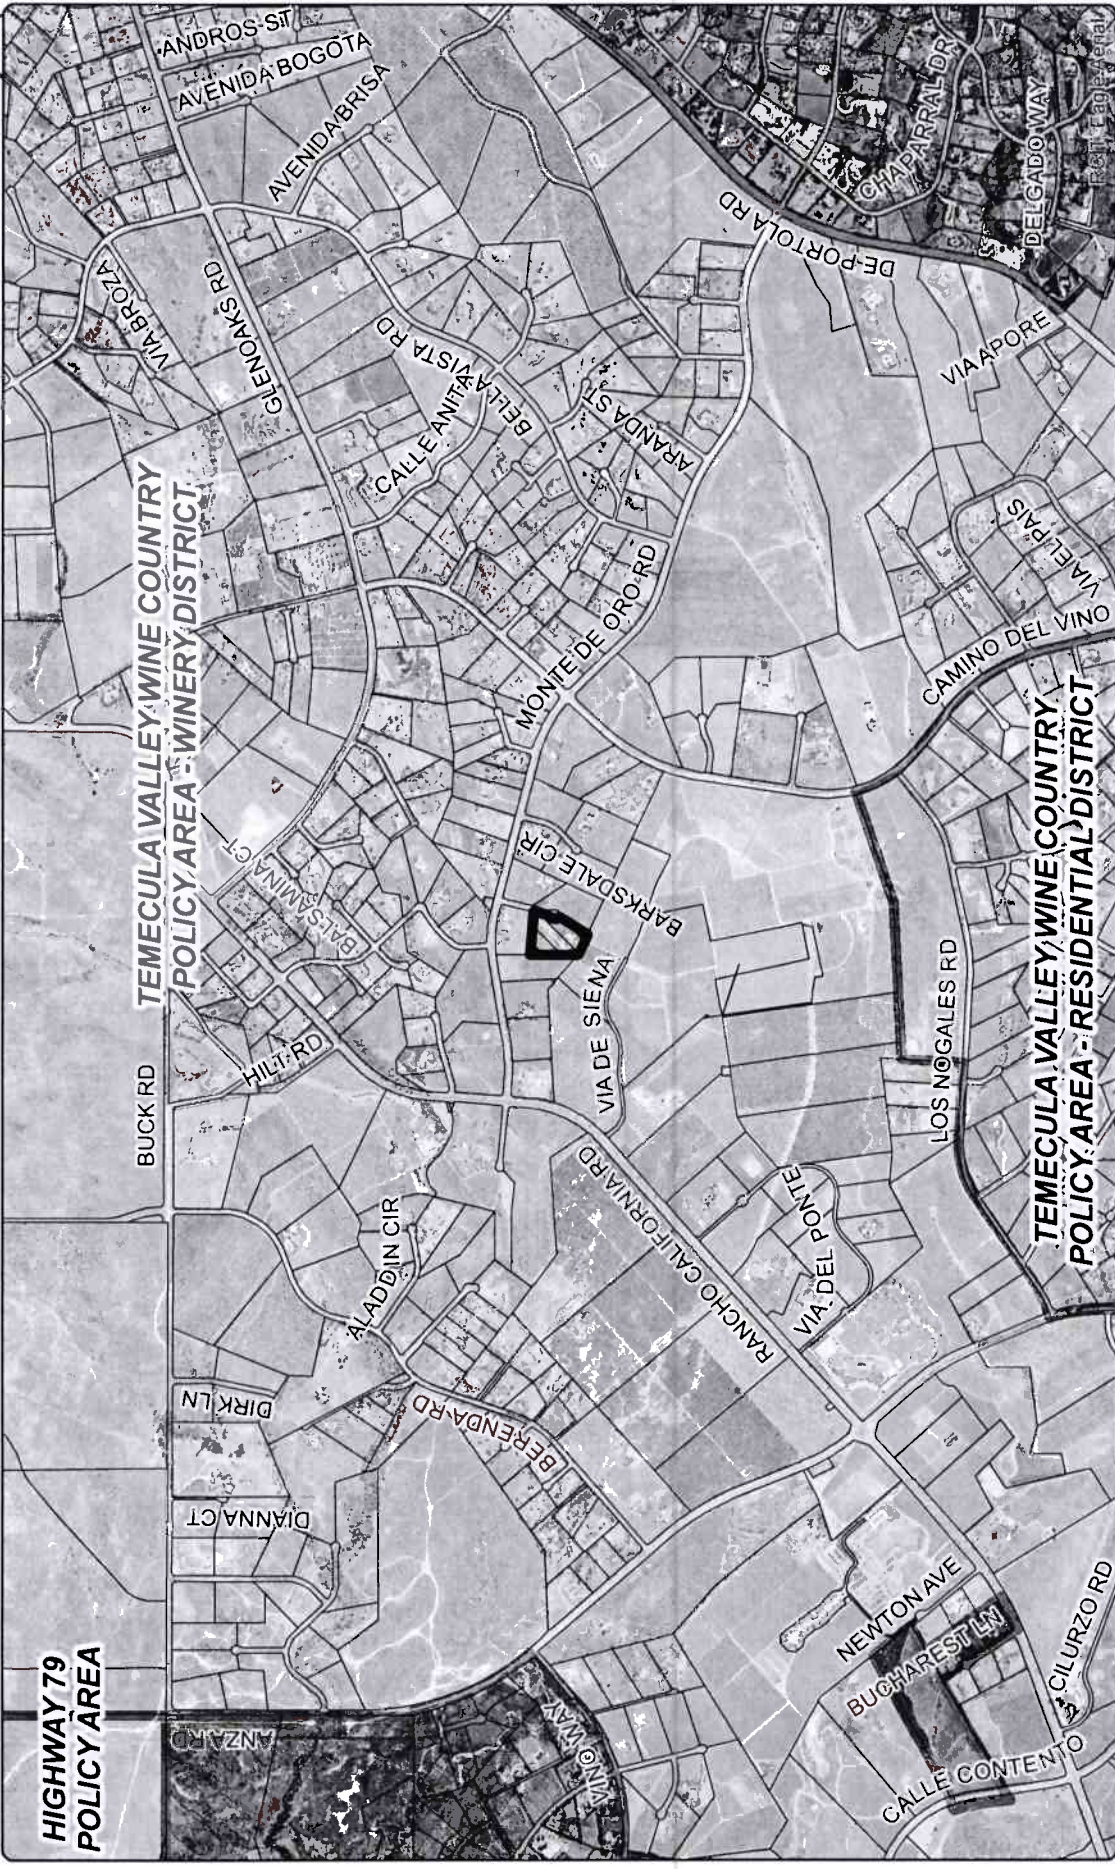 ANDROS ST
AVENIDA BOGOTA
AVENIDA BRISA
VIA BROZA
GLENOAKS RD
BELLA VISTA RD
CALLE ANITA
ARANDA ST
DE PORTOLA RD
CHAPARRAL DR
DELGADO WAY
VIA APORE
VIA EL PAIS
CAMINO DEL VINO
MONTE DE ORO RD
TEMECULA VALLEY WINE COUNTRY
POLICY AREA - WINERY DISTRICT
BALSAMINA CT
BARKSDALE CIR
VIA DE SIENA
LOS NOGALES RD
TEMECULA VALLEY WINE COUNTRY
POLICY AREA - RESIDENTIAL DISTRICT
BUCK RD
HILT RD
RANCHO CALIFORNIA RD
VIA DEL PONTE
ALADDIN CIR
DIRK LN
BERENDA RD
DIANNA CT
NEWTON AVE
BUCHAREST LN
CILURZO RD
CALLE CONTENTO
VINO WAY
ANZA RD
HIGHWAY 79
POLICY AREA